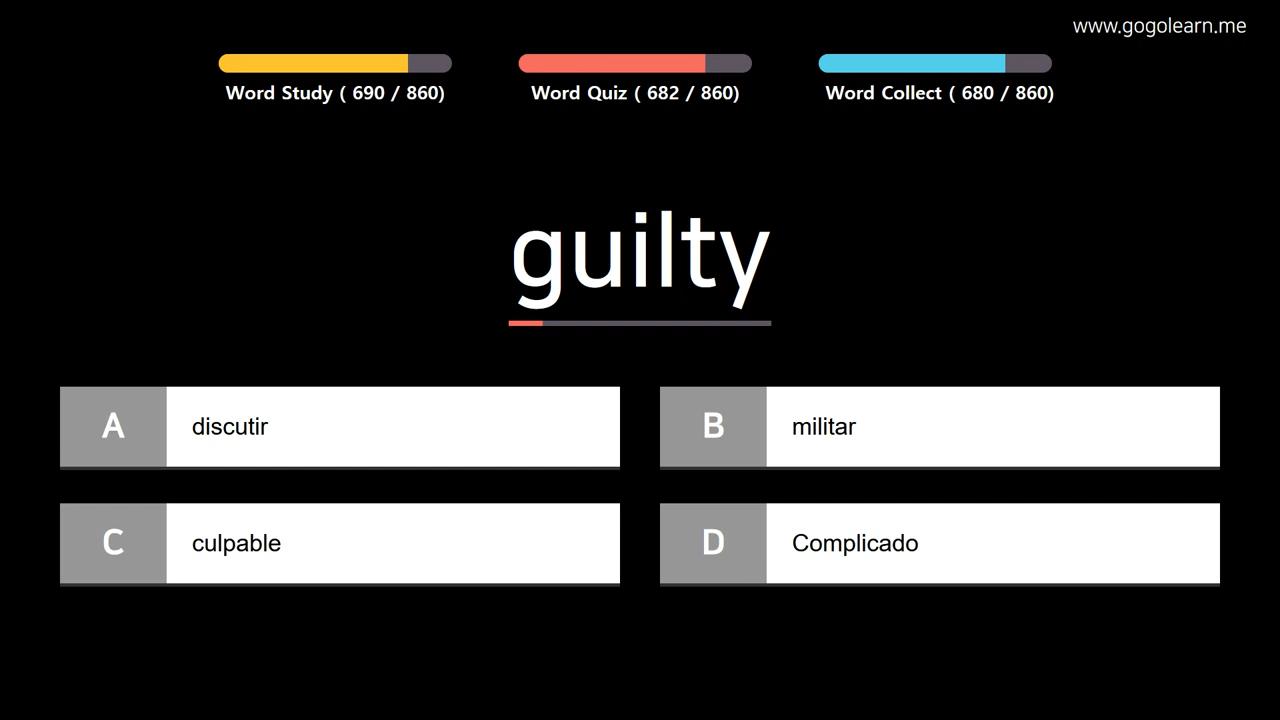 www.gogolearn.me
Word Study ( 690 / 860)
Word Quiz ( 682 / 860)
Word Collect ( 680 / 860)
guilty
A discutir
B militar
C culpable
D Complicado